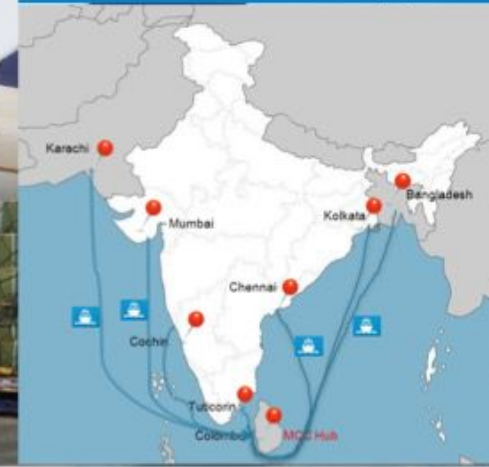 Karachi
Mumbai
Kolkata
Bangladesh
Chennai
Cochin
Tuticorin
Colombo
MCC Hub